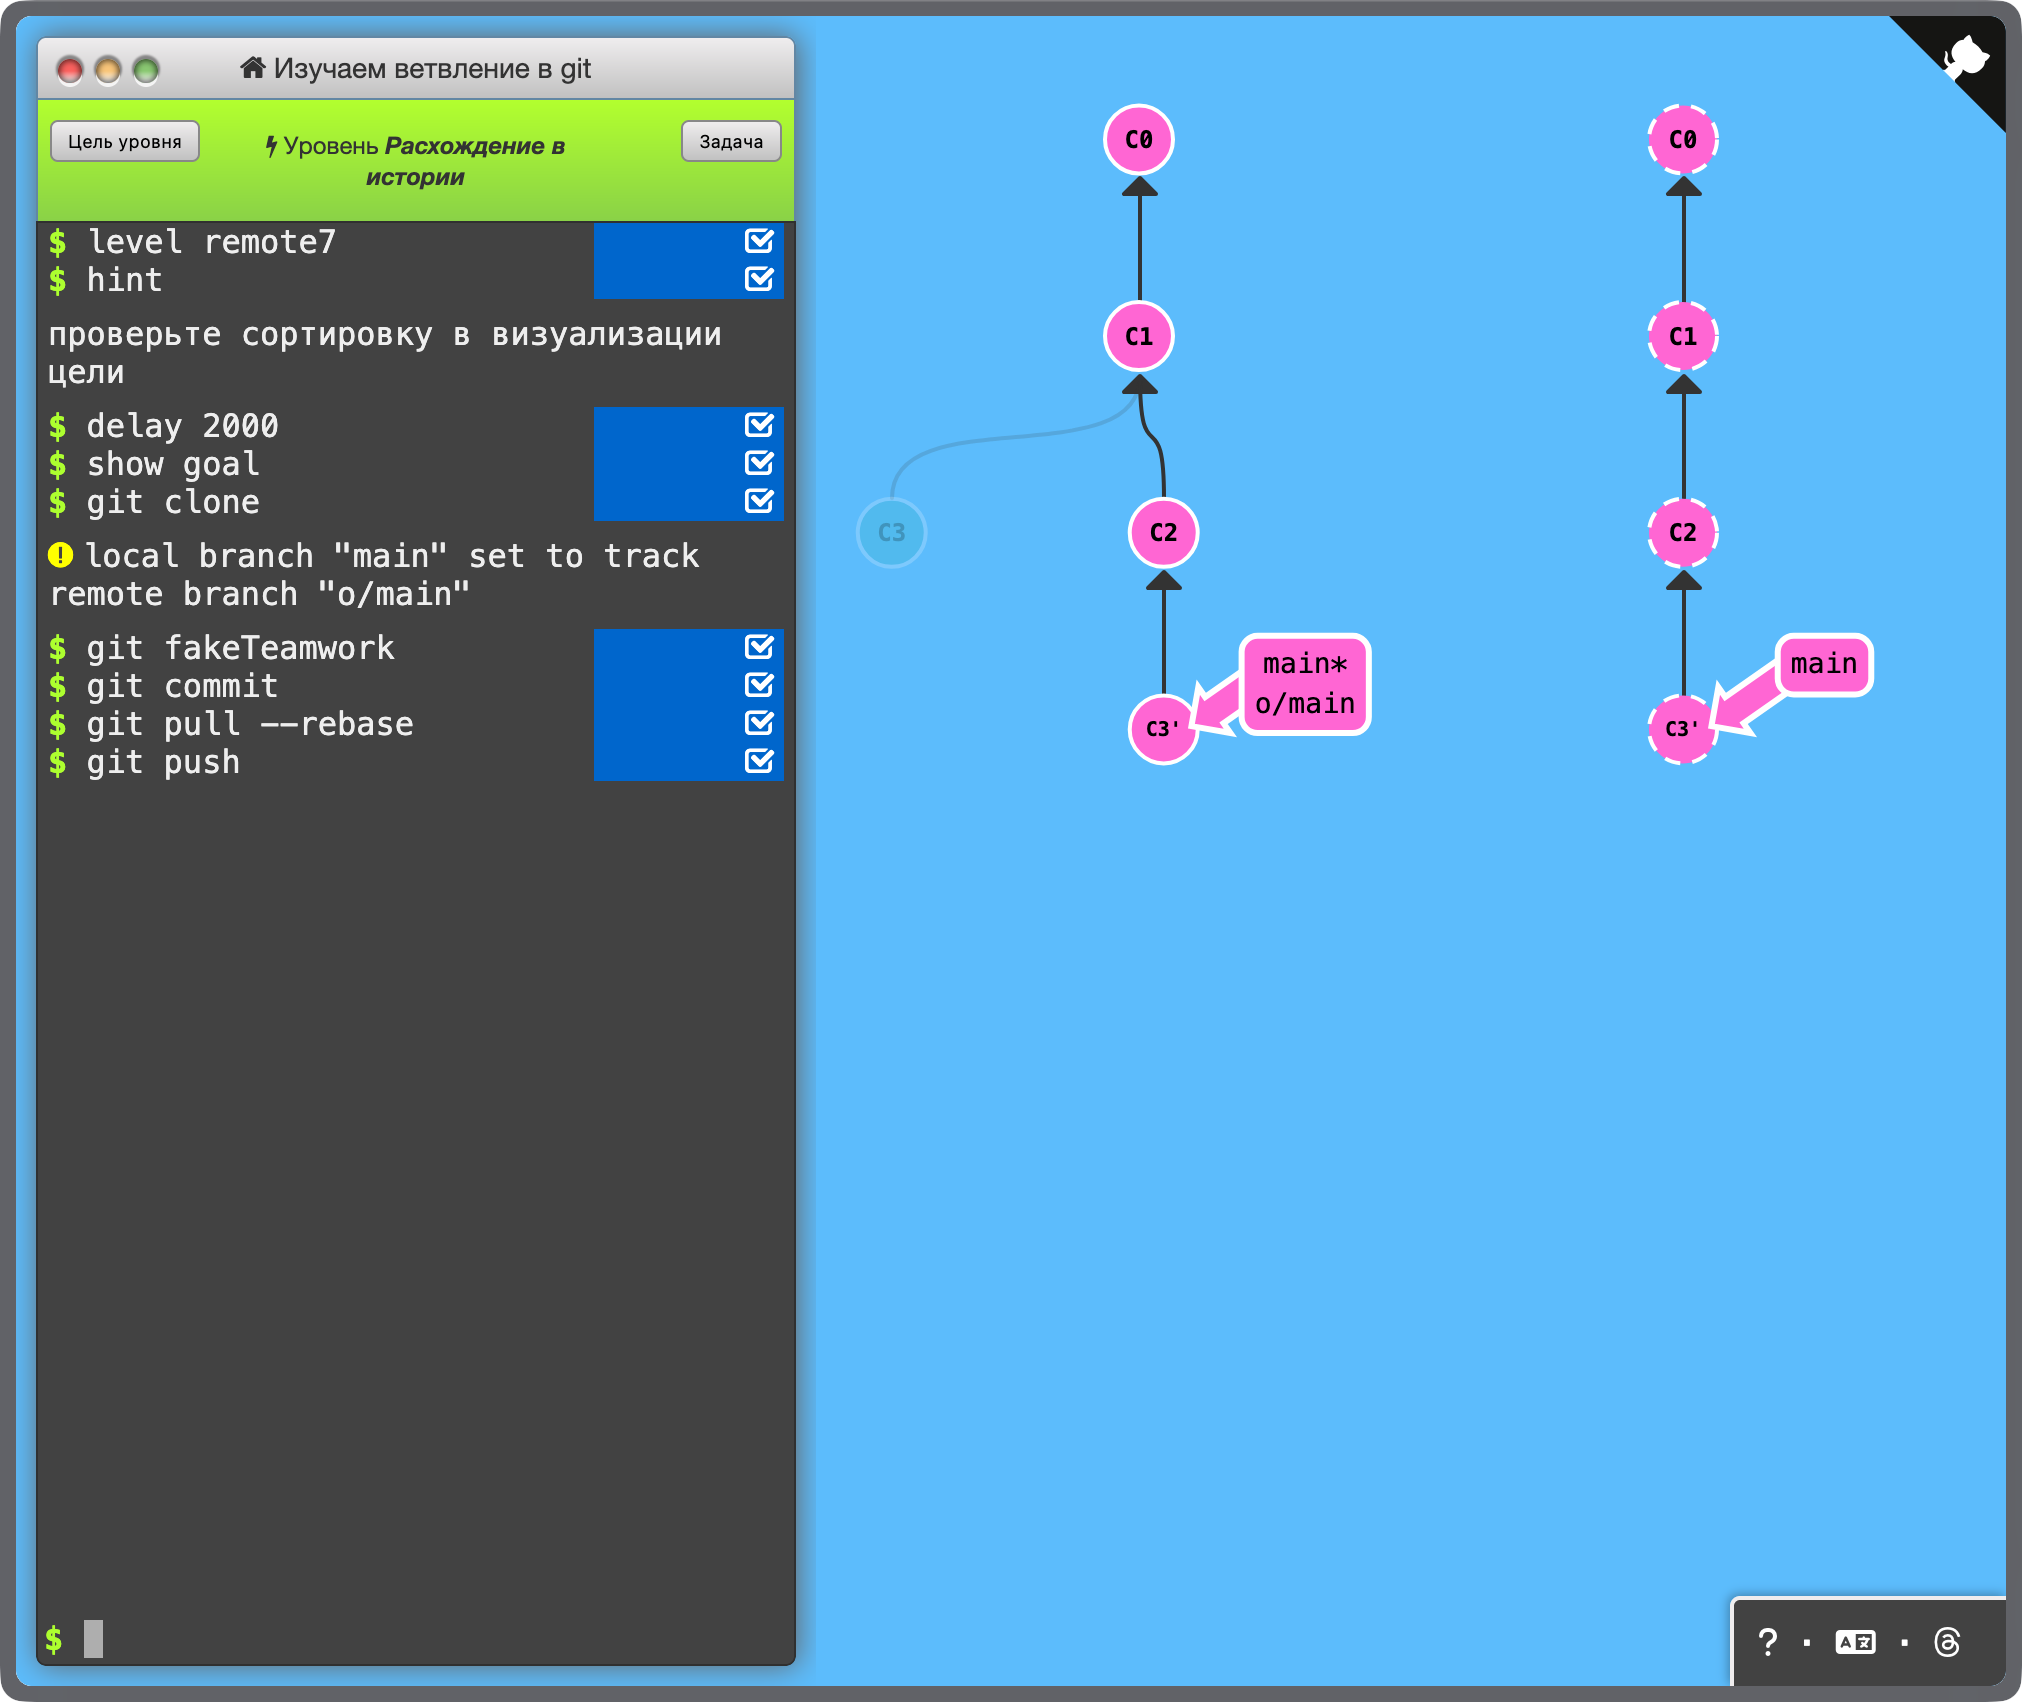 Изучаем ветвление в git
Цель уровня
Уровень Расхождение в
истории
Задача
$ level remote7
$ hint
проверьте сортировку в визуализации
цели
$ delay 2000
$ show goal
$ git clone
local branch "main" set to track
remote branch "o/main"
$ git fakeTeamwork
$ git commit
$ git pull --rebase
$ git push
$
C0
C1
C3
C2
main*
o/main
C3'
C0
C1
C2
main
C3'
? · A文 ·